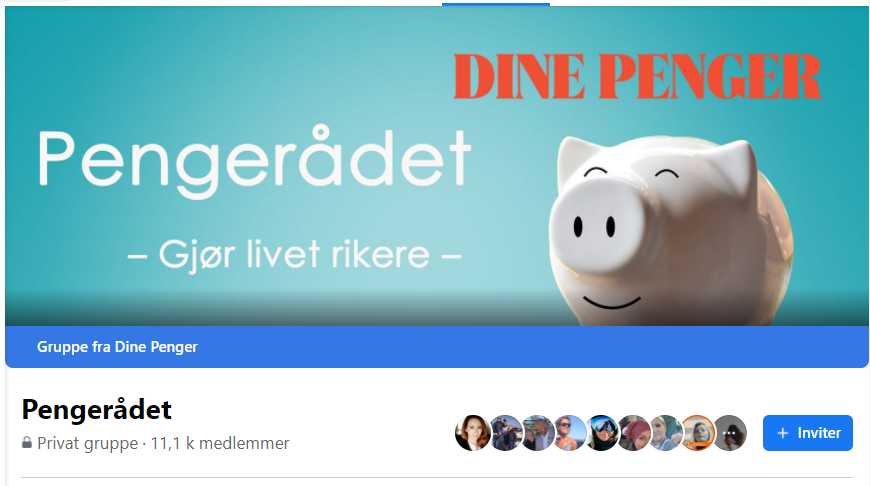 DINE PENGER
Pengerådet
– Gjør livet rikere –
Gruppe fra Dine Penger
Pengerådet
Privat gruppe · 11,1 k medlemmer
+ Inviter